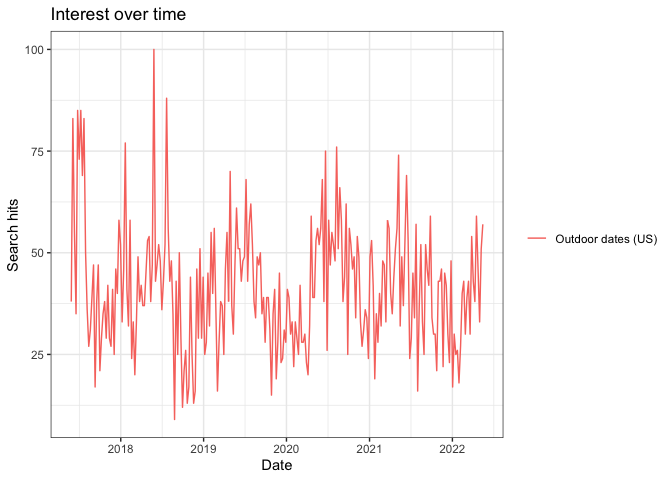 Interest over time
100
75
50
25
Search hits
2018 2019 2020 2021 2022
Date
Outdoor dates (US)